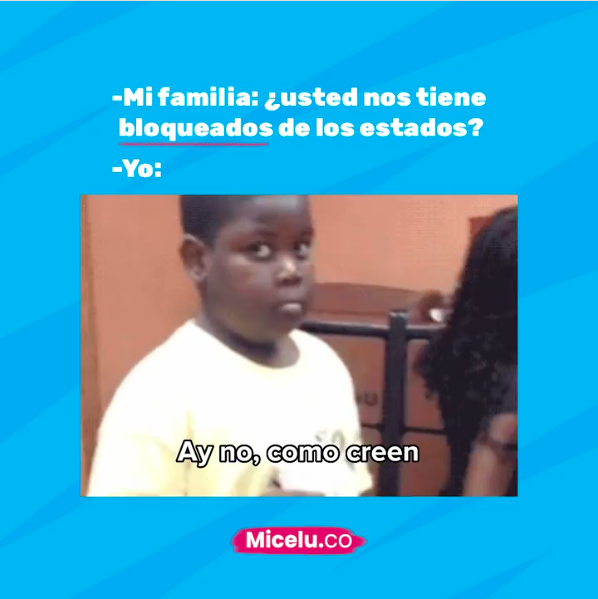 -Mi familia: ¿usted nos tiene
bloqueados de los estados?
-Yo:
Ay no, como creen
Micelu.co